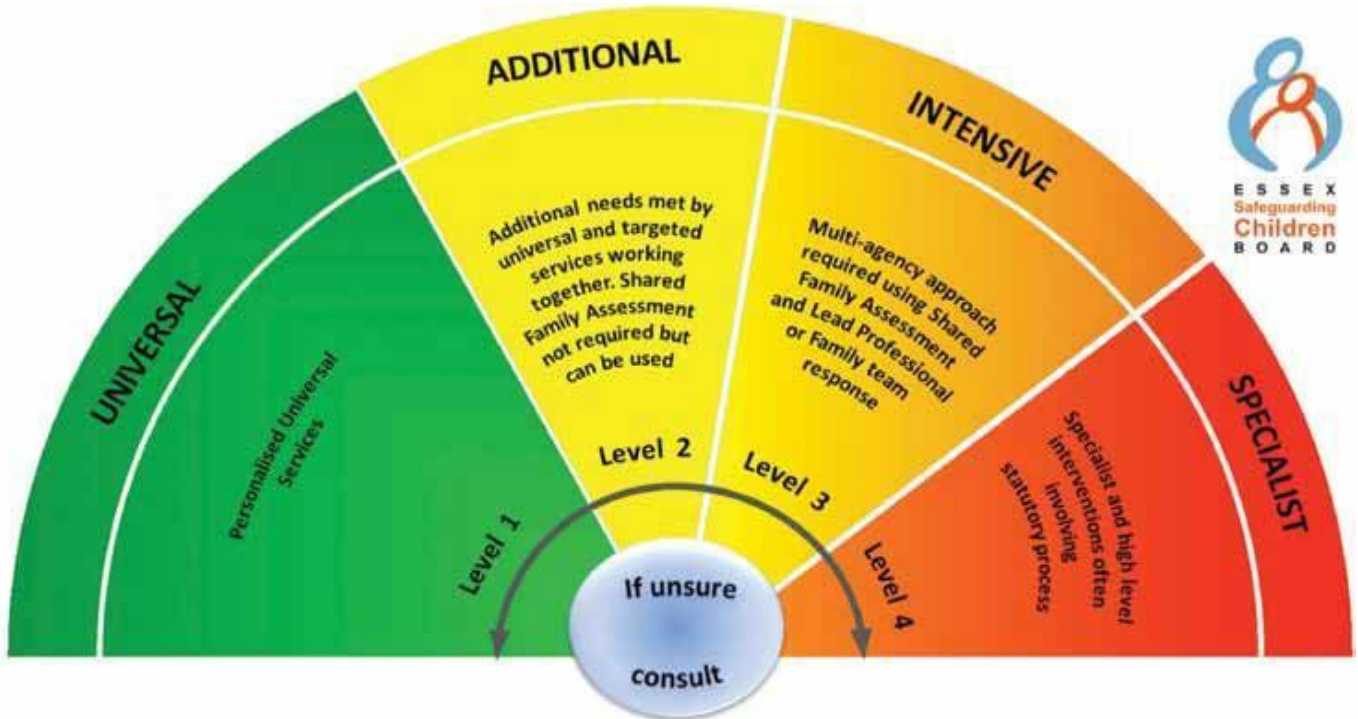 UNIVERSAL
Personalised Universal
Services
Level 1
ADDITIONAL
Additional needs met by
universal and targeted
services working
together. Shared
Family Assessment
not required but
can be used
Level 2
INTENSIVE
Multi-agency approach
required using Shared
Family Assessment
and Lead Professional
or Family team
response
Level 3
SPECIALIST
Specialist and high level
interventions often
involving
statutory process
Level 4
If unsure
consult
ESSEX
Safeguarding
Children
BOARD